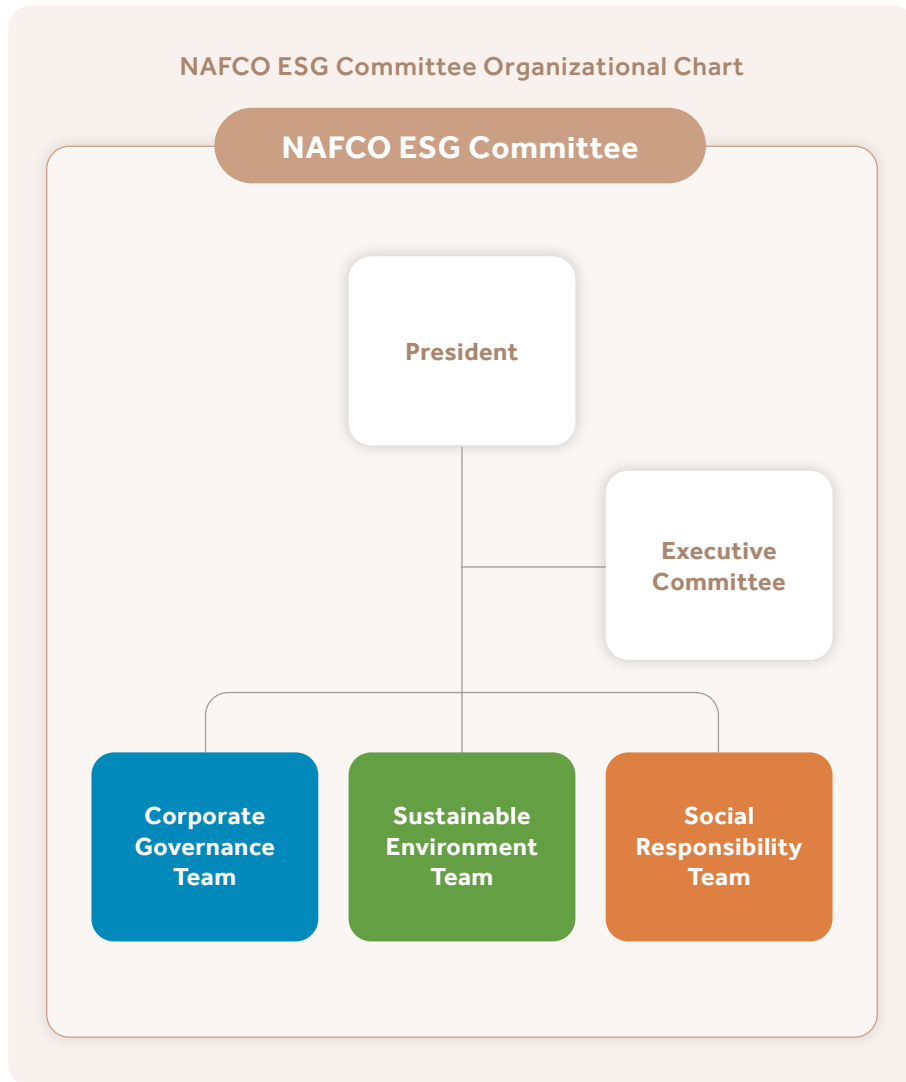 NAFCO ESG Committee Organizational Chart
NAFCO ESG Committee
President
Executive
Committee
Corporate
Governance
Team
Sustainable
Environment
Team
Social
Responsibility
Team